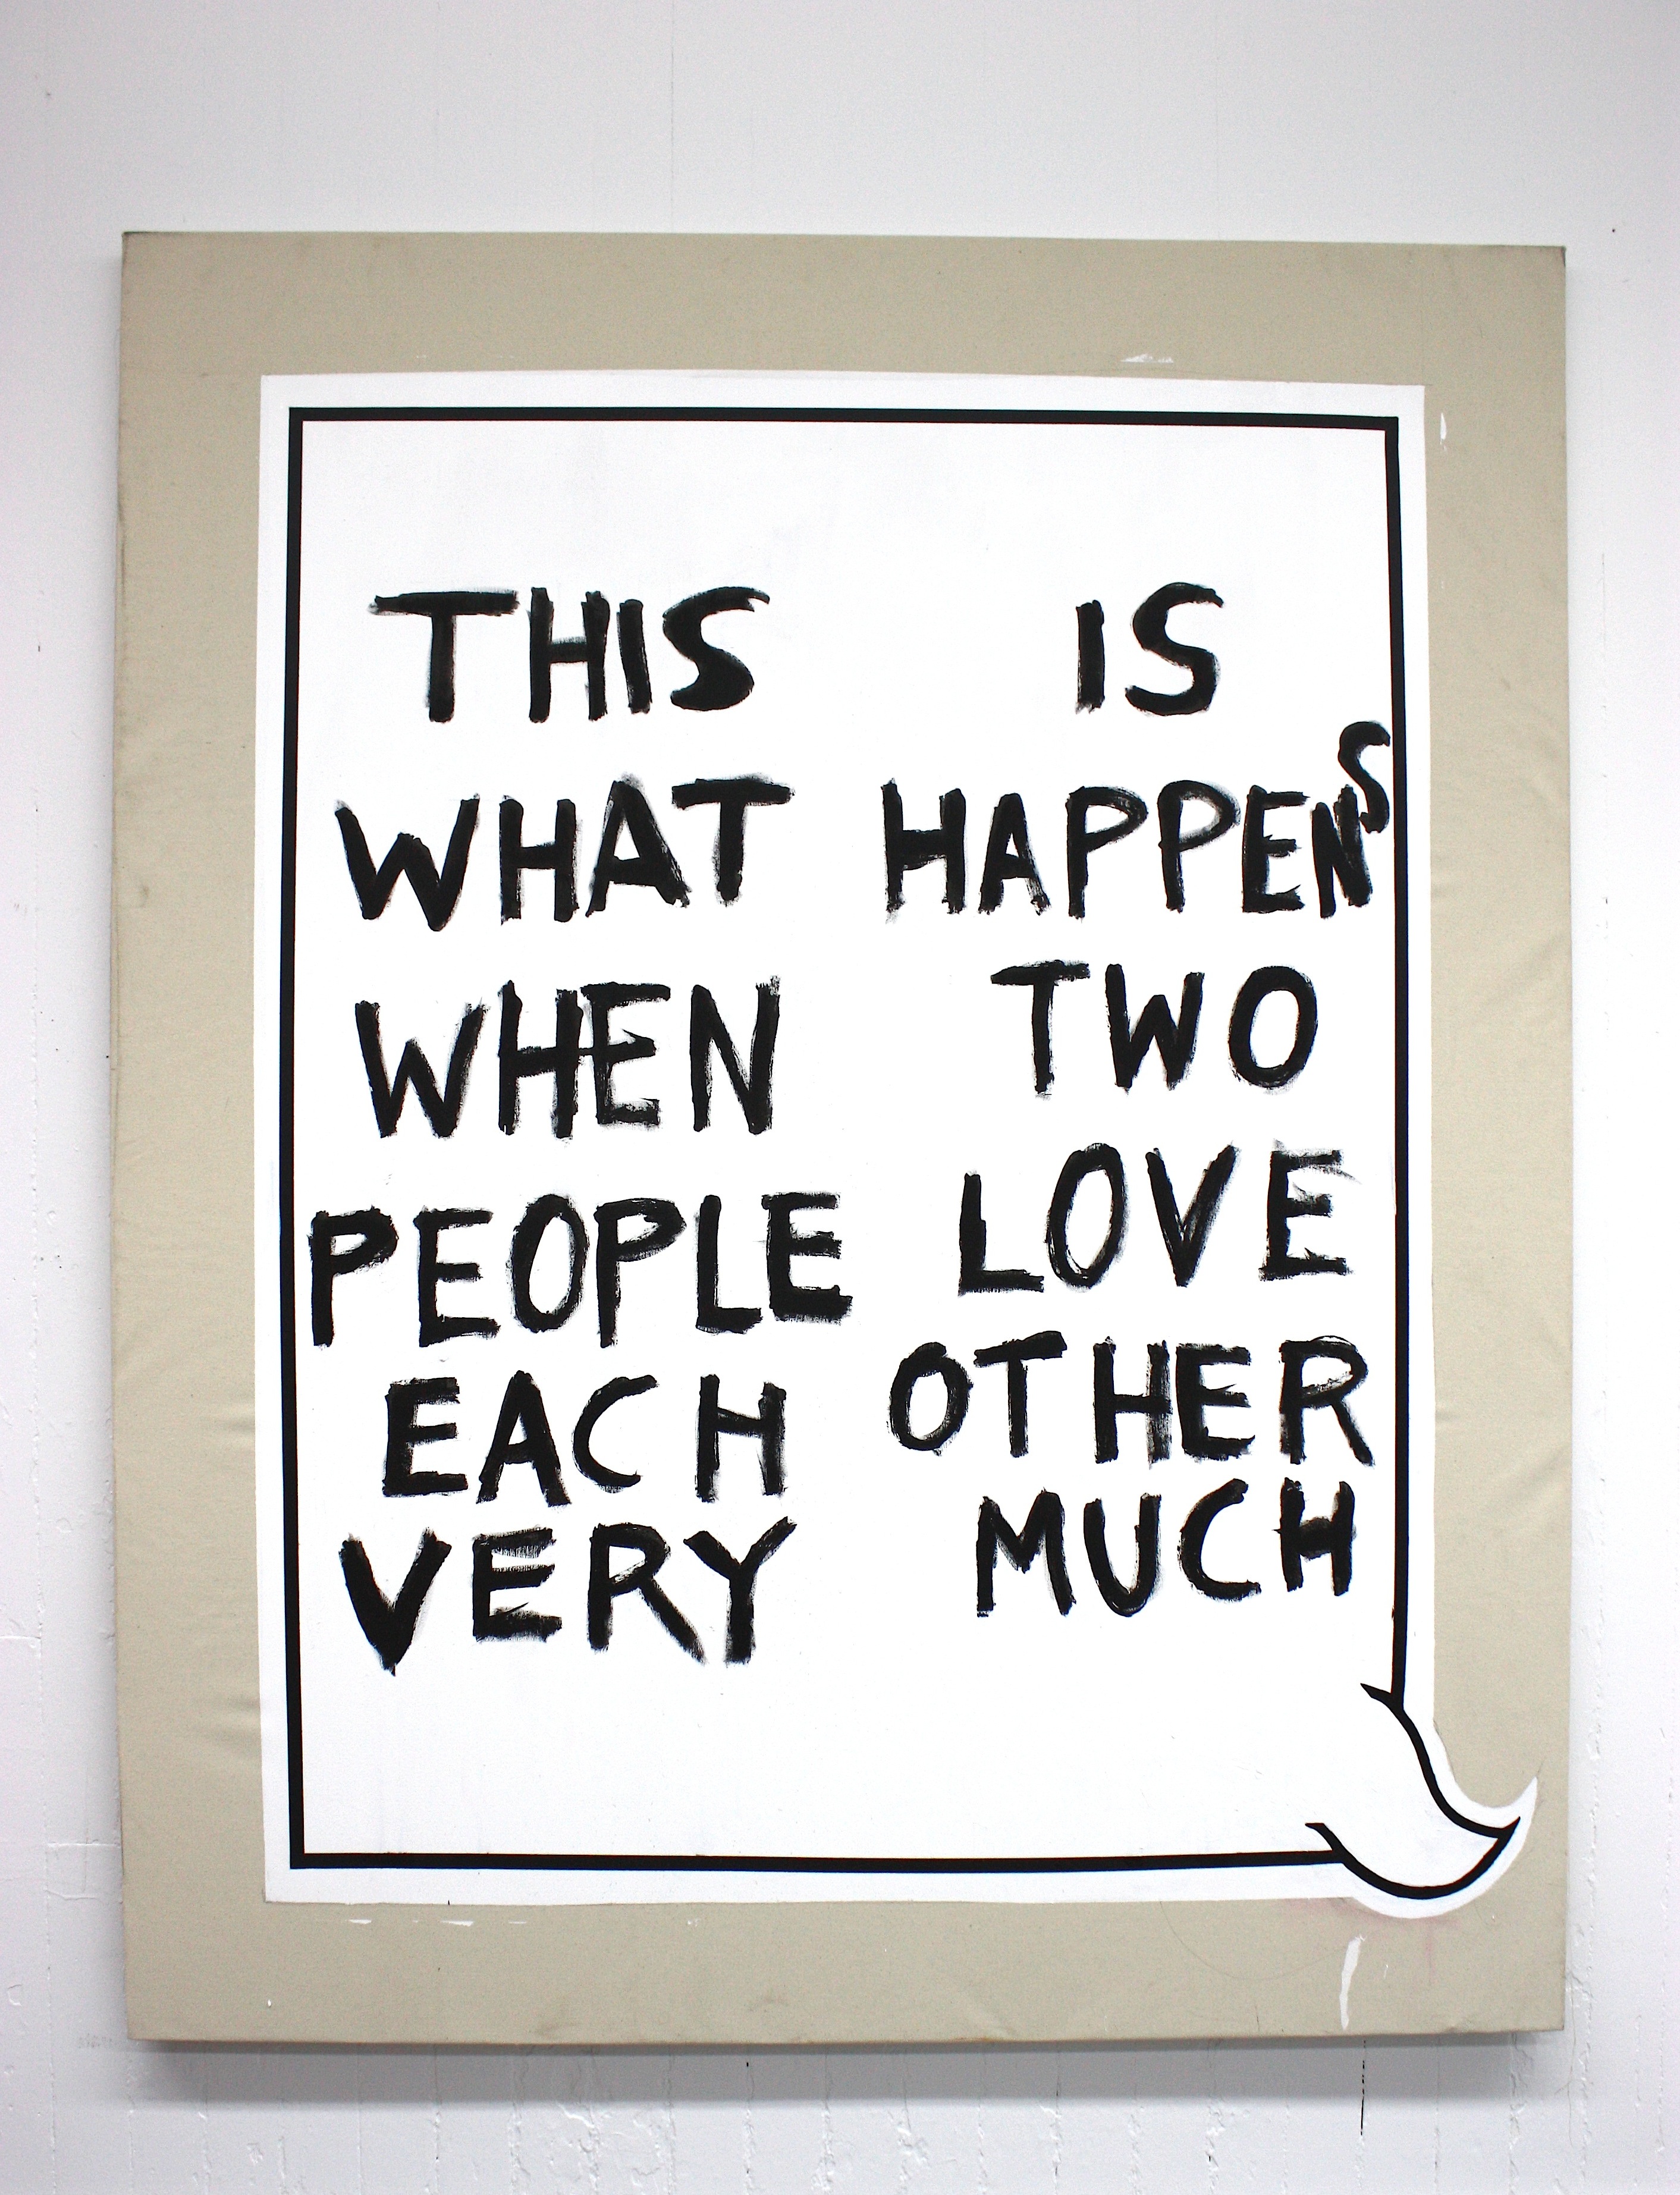 THIS IS
WHAT HAPPENS
WHEN TWO
PEOPLE LOVE
EACH OTHER
VERY MUCH